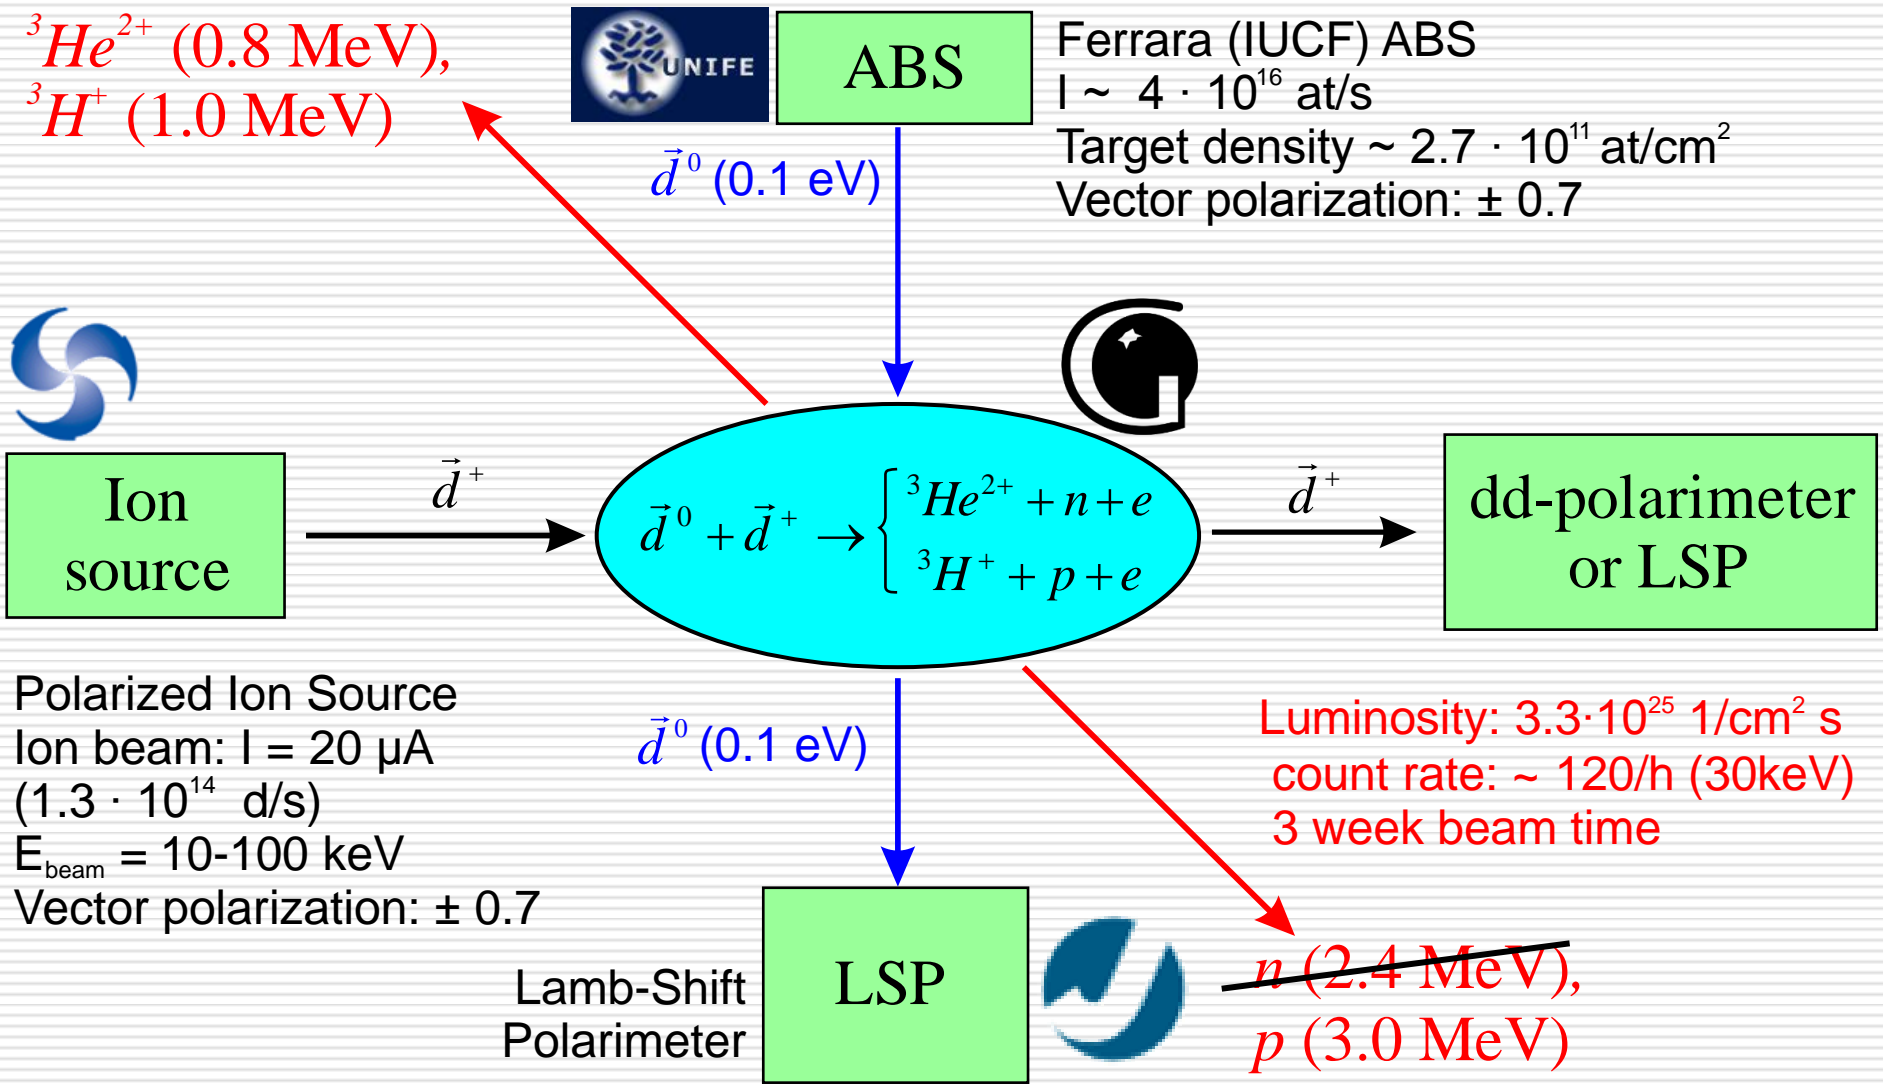 ³He²⁺ (0.8 MeV),
³H⁺ (1.0 MeV)
UNIFE
ABS
Ferrara (IUCF) ABS
I ~ 4 · 10¹⁶ at/s
Target density ~ 2.7 · 10¹¹ at/cm²
Vector polarization: ± 0.7
d⃗⁰ (0.1 eV)
Ion
source
d⃗⁺
d⃗⁰ + d⃗⁺ → {
³He²⁺ + n + e
³H⁺ + p + e
d⃗⁺
dd-polarimeter
or LSP
Polarized Ion Source
Ion beam: I = 20 µA
(1.3 · 10¹⁴ d/s)
E_beam = 10-100 keV
Vector polarization: ± 0.7
d⃗⁰ (0.1 eV)
Luminosity: 3.3·10²⁵ 1/cm² s
count rate: ~ 120/h (30keV)
3 week beam time
Lamb-Shift
Polarimeter
LSP
n (2.4 MeV),
p (3.0 MeV)